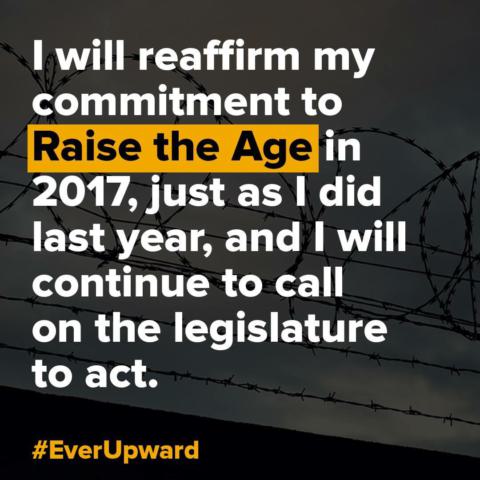 I will reaffirm my
commitment to
Raise the Age in
2017, just as I did
last year, and I will
continue to call
on the legislature
to act.
#EverUpward